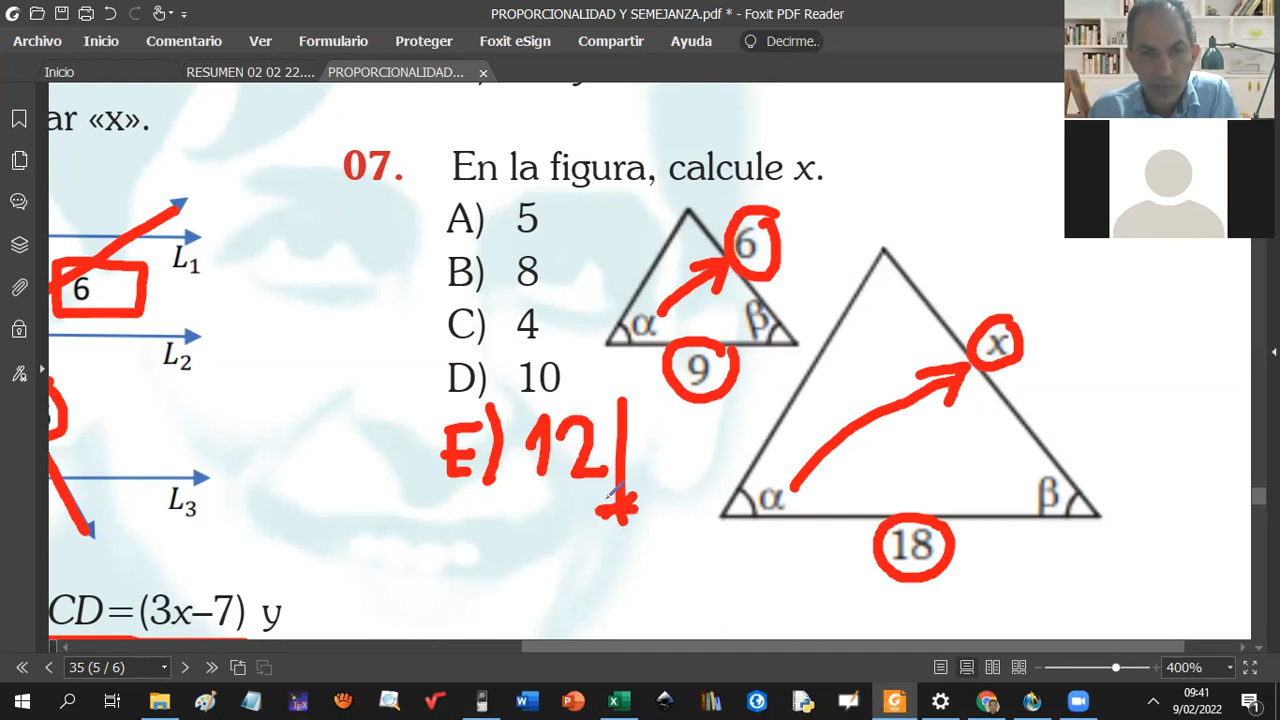 PROPORCIONALIDAD Y SEMEJANZA.pdf * - Foxit PDF Reader
Archivo Inicio Comentario Ver Formulario Proteger Foxit eSign Compartir Ayuda Decirme...
Inicio RESUMEN 02 02 22.... PROPORCIONALIDAD... ×
ar «x».
L1
6
L2
L3
CD=(3x–7) y
07. En la figura, calcule x.
A) 5
B) 8
C) 4
D) 10
E) 12
6
α β
9
x
α β
18
35 (5 / 6) 400%
09:41
9/02/2022